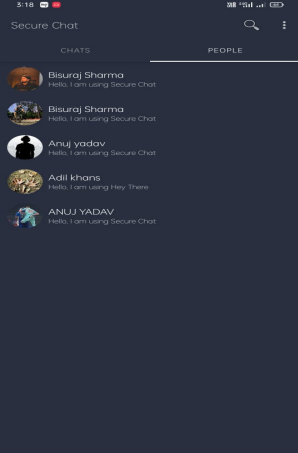 3:18
Secure Chat
CHATS PEOPLE
Bisuraj Sharma
Hello, I am using Secure Chat
Bisuraj Sharma
Hello, I am using Secure Chat
Anuj yadav
Hello, I am using Secure Chat
Adil khans
Hello, I am using Hey There
ANUJ YADAV
Hello, I am using Secure Chat